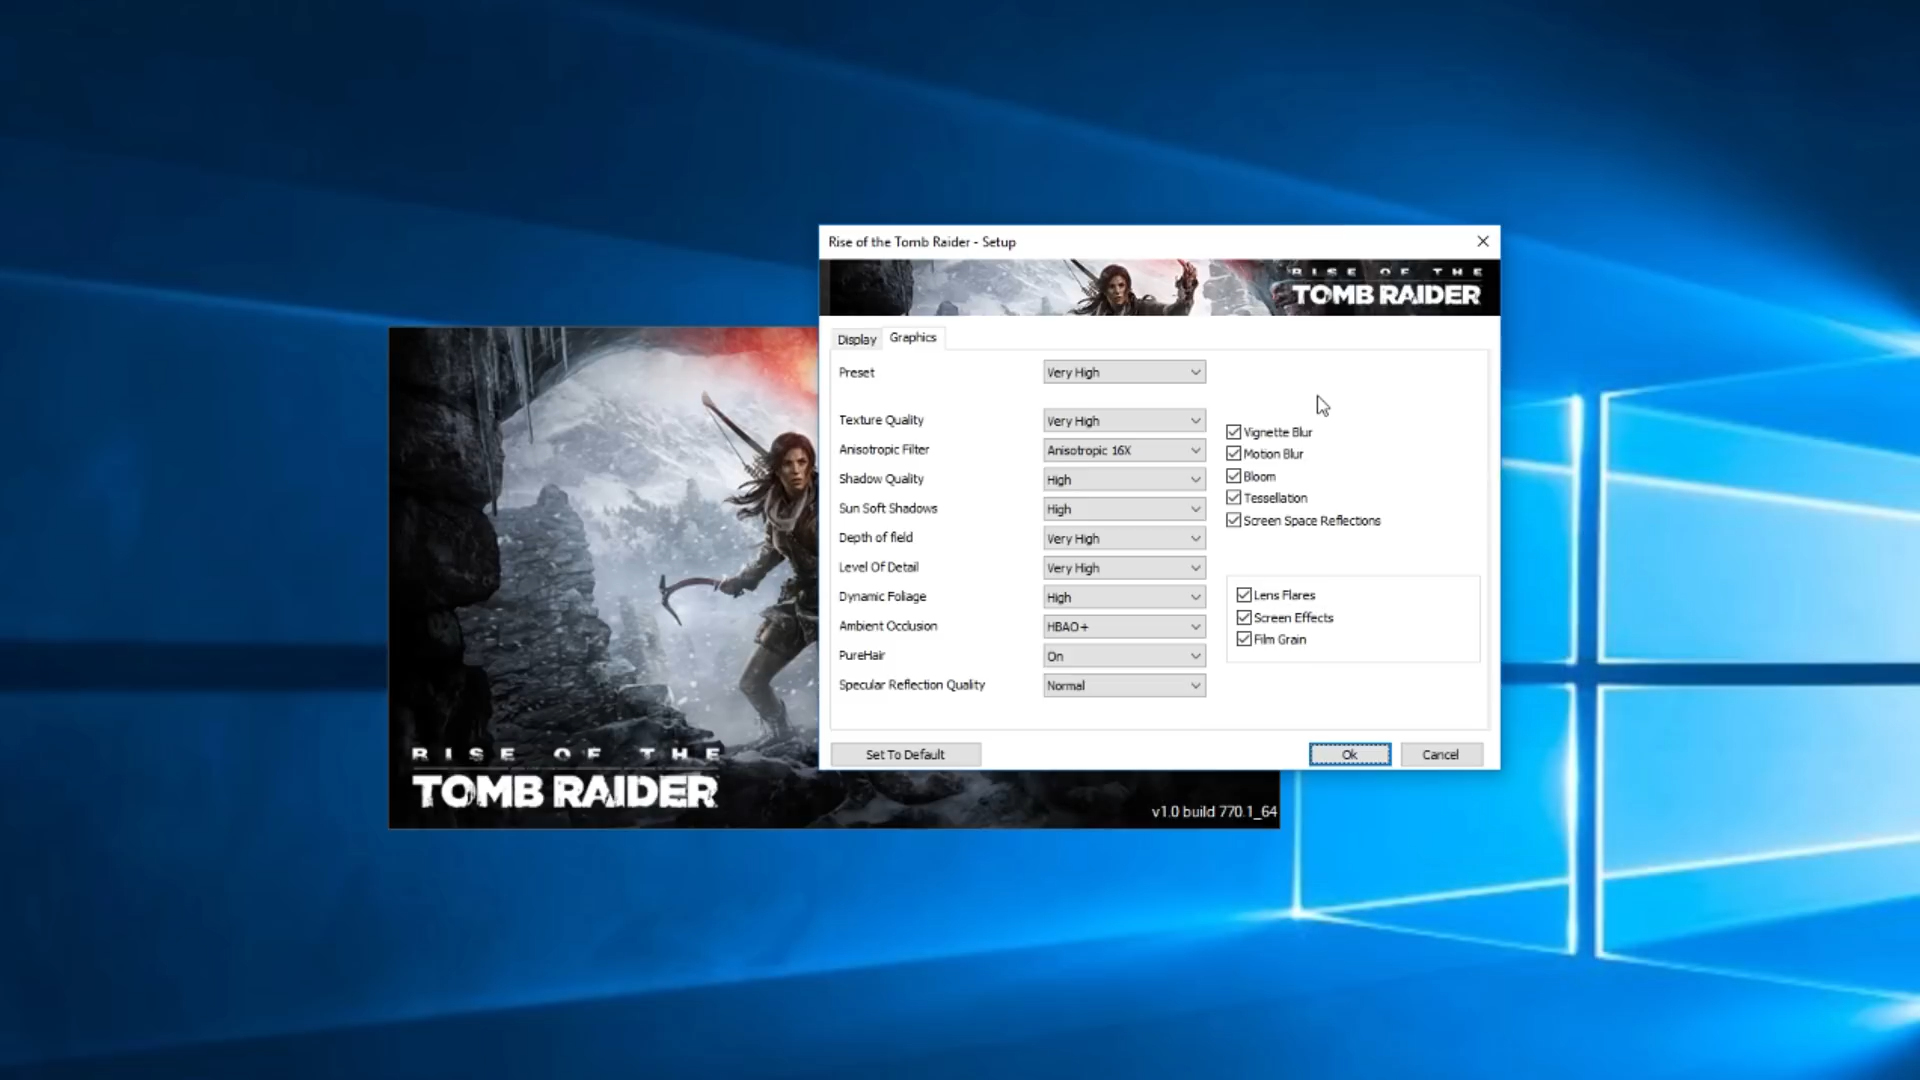 Rise of the Tomb Raider - Setup
RISE OF THE
TOMB RAIDER
Display
Graphics
Preset
Very High
Texture Quality
Very High
Anisotropic Filter
Anisotropic 16X
Shadow Quality
High
Sun Soft Shadows
High
Depth of field
Very High
Level Of Detail
Very High
Dynamic Foliage
High
Ambient Occlusion
HBAO+
PureHair
On
Specular Reflection Quality
Normal
Vignette Blur
Motion Blur
Bloom
Tessellation
Screen Space Reflections
Lens Flares
Screen Effects
Film Grain
Set To Default
Ok
Cancel
RISE OF THE
TOMB RAIDER
v1.0 build 770.1_64